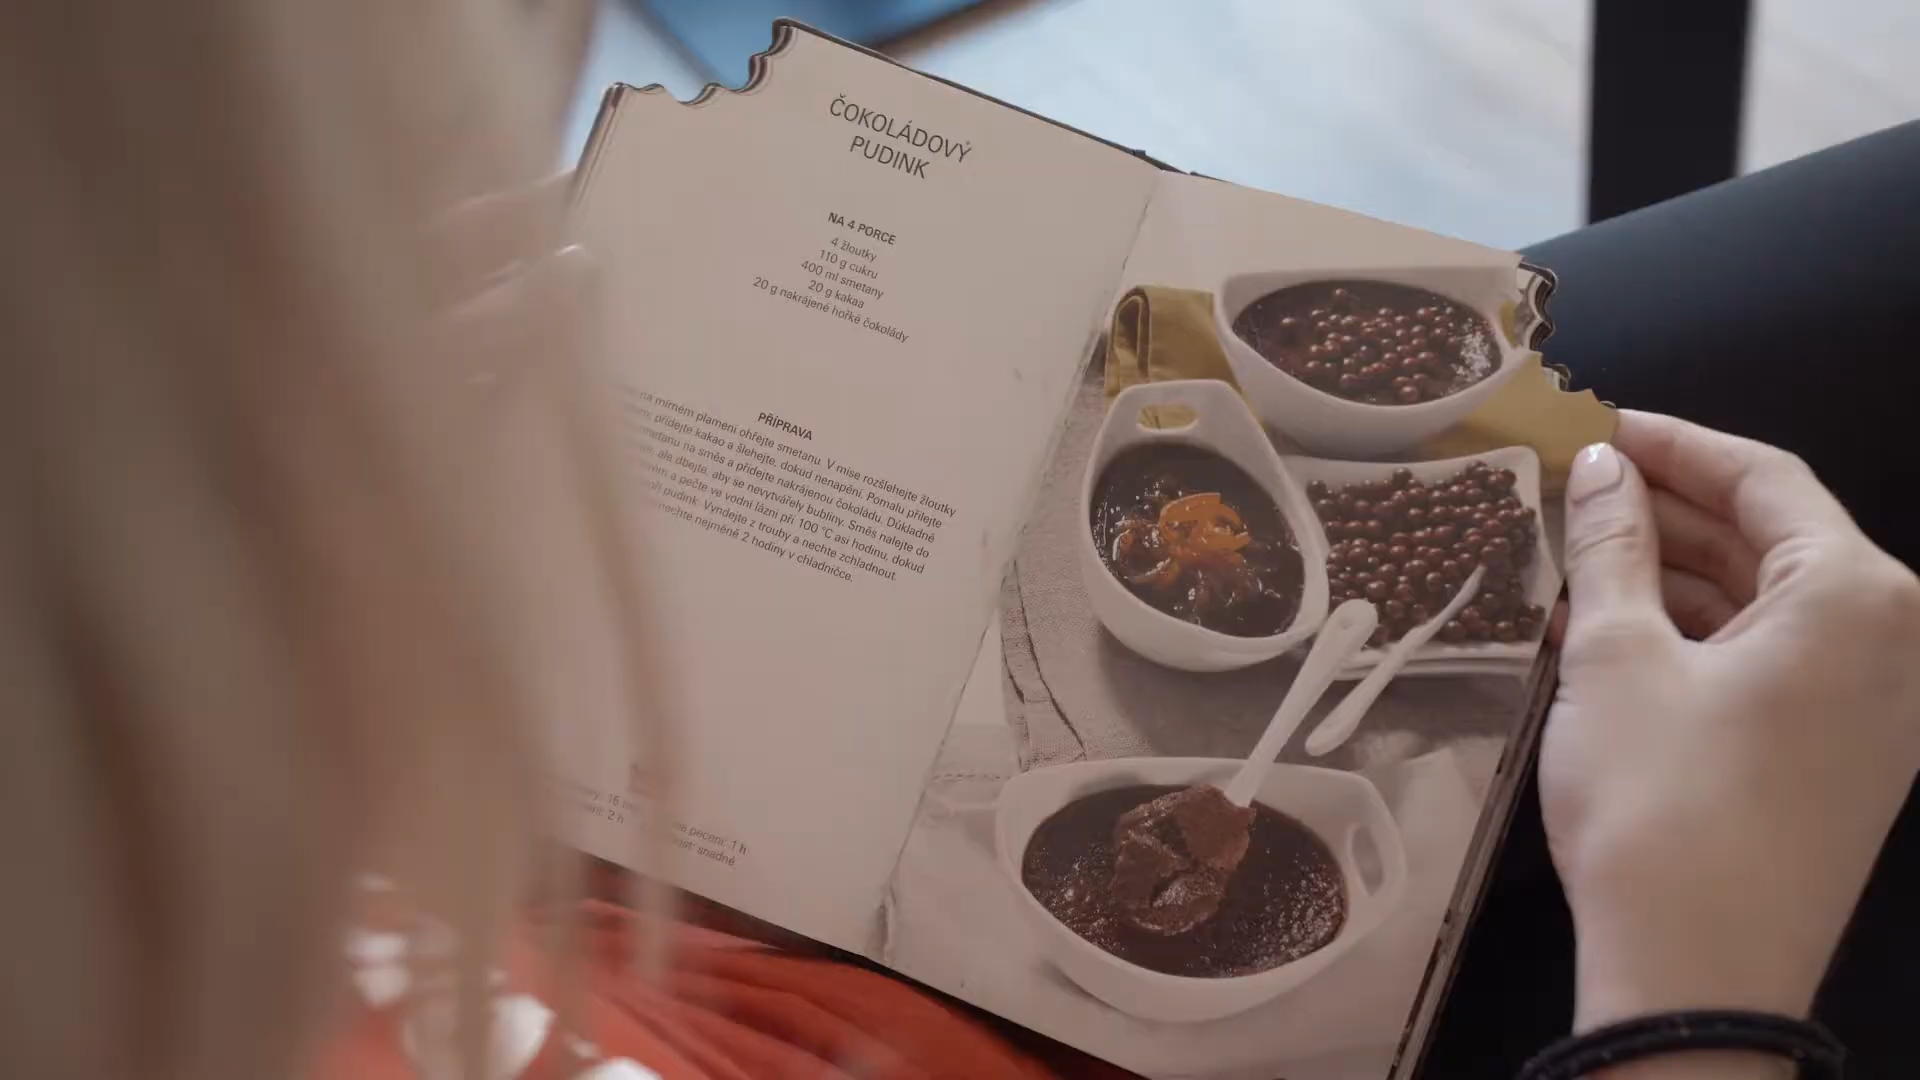 ČOKOLÁDOVÝ
PUDINK
NA 4 PORCE
4 žloutky
110 g cukru
400 ml smetany
20 g kakaa
20 g nakrájené hořké čokolády
PŘÍPRAVA
na mírném plameni ohřejte smetanu. V míse rozšlehejte žloutky
přidejte kakao a šlehejte, dokud nenapění. Pomalu přilejte
smetanu na směs a přidejte nakrájenou čokoládu. Důkladně
ale dbejte, aby se nevytvářely bubliny. Směs nalejte do
a pečte ve vodní lázni při 100 °C asi hodinu, dokud
pudink. Vyndejte z trouby a nechte zchladnout.
nechte nejméně 2 hodiny v chladničce.
16
pečení: 1 h
2 h
snadné